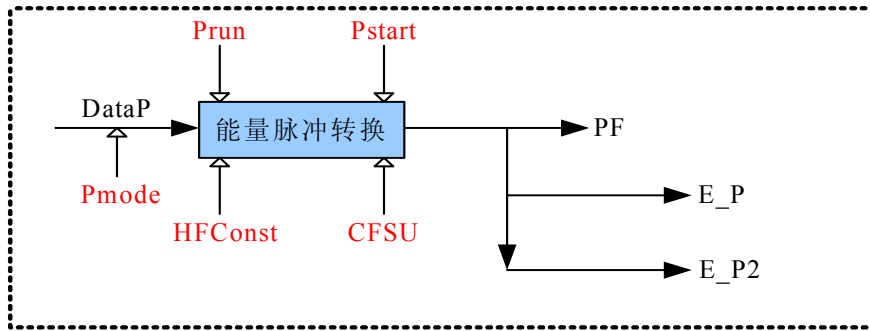 Prun
Pstart
DataP
能量脉冲转换
PF
Pmode
E_P
HFConst
CFSU
E_P2